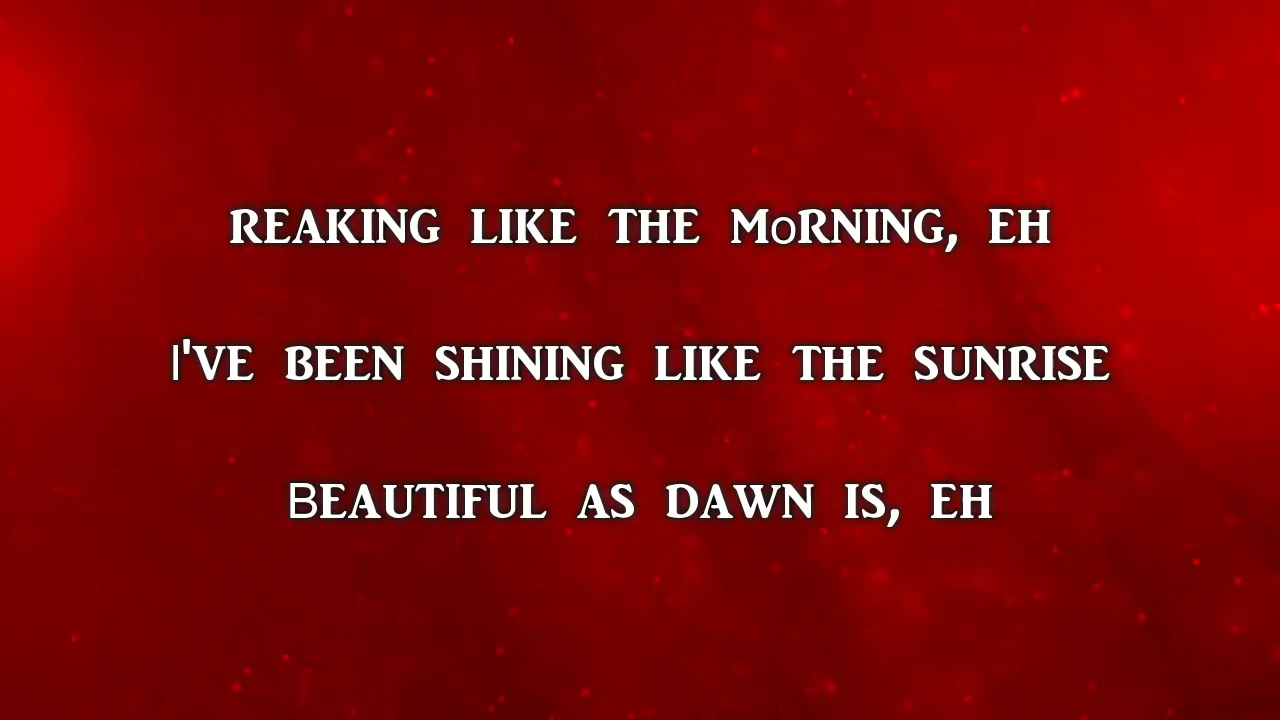 REAKING LIKE THE MoRNING, EH
I'VE BEEN SHINING LIKE THE SUNRISE
BEAUTIFUL AS DAWN IS, EH